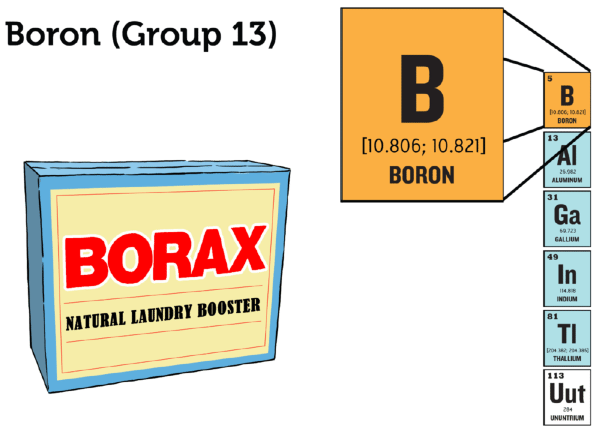 Boron (Group 13)
B
[10.806; 10.821]
BORON
5
B
[10.806; 10.821]
BORON
13
Al
26.982
ALUMINUM
31
Ga
69.723
GALLIUM
49
In
114.818
INDIUM
81
Tl
[204.382; 204.385]
THALLIUM
113
Uut
284
UNUNTRIUM
BORAX
NATURAL LAUNDRY BOOSTER